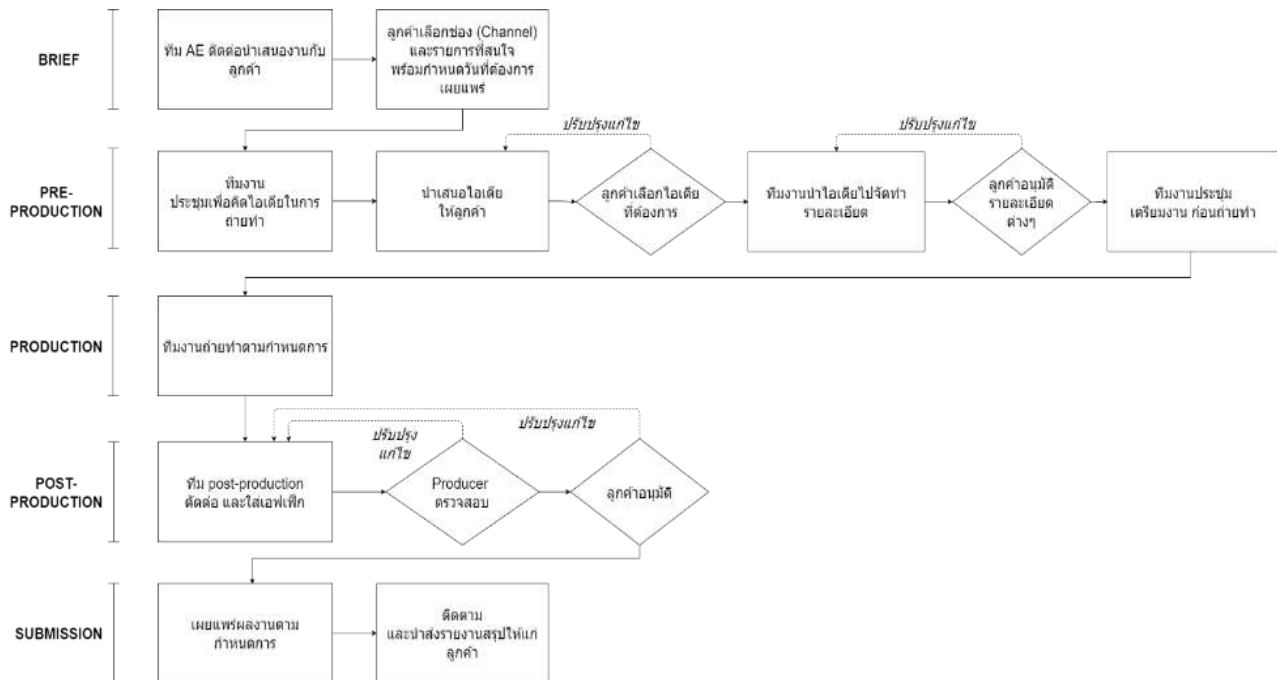 BRIEF
ทีม AE ติดต่อนำเสนองานกับ
ลูกค้า
ลูกค้าเลือกช่อง (Channel)
และรายการที่สนใจ
พร้อมกำหนดวันที่ต้องการ
เผยแพร่
PRE-
PRODUCTION
ทีมงาน
ประชุมเพื่อคิดไอเดียในการ
ถ่ายทำ
นำเสนอไอเดีย
ให้ลูกค้า
ปรับปรุงแก้ไข
ลูกค้าเลือกไอเดีย
ที่ต้องการ
ทีมงานนำไอเดียไปจัดทำ
รายละเอียด
ปรับปรุงแก้ไข
ลูกค้าอนุมัติ
รายละเอียด
ต่างๆ
ทีมงานประชุม
เตรียมงาน ก่อนถ่ายทำ
PRODUCTION
ทีมงานถ่ายทำตามกำหนดการ
POST-
PRODUCTION
ทีม post-production
ตัดต่อ และใส่เอฟเฟ็ก
ปรับปรุง
แก้ไข
Producer
ตรวจสอบ
ปรับปรุงแก้ไข
ลูกค้าอนุมัติ
SUBMISSION
เผยแพร่ผลงานตาม
กำหนดการ
ติดตาม
และนำส่งรายงานสรุปให้แก่
ลูกค้า